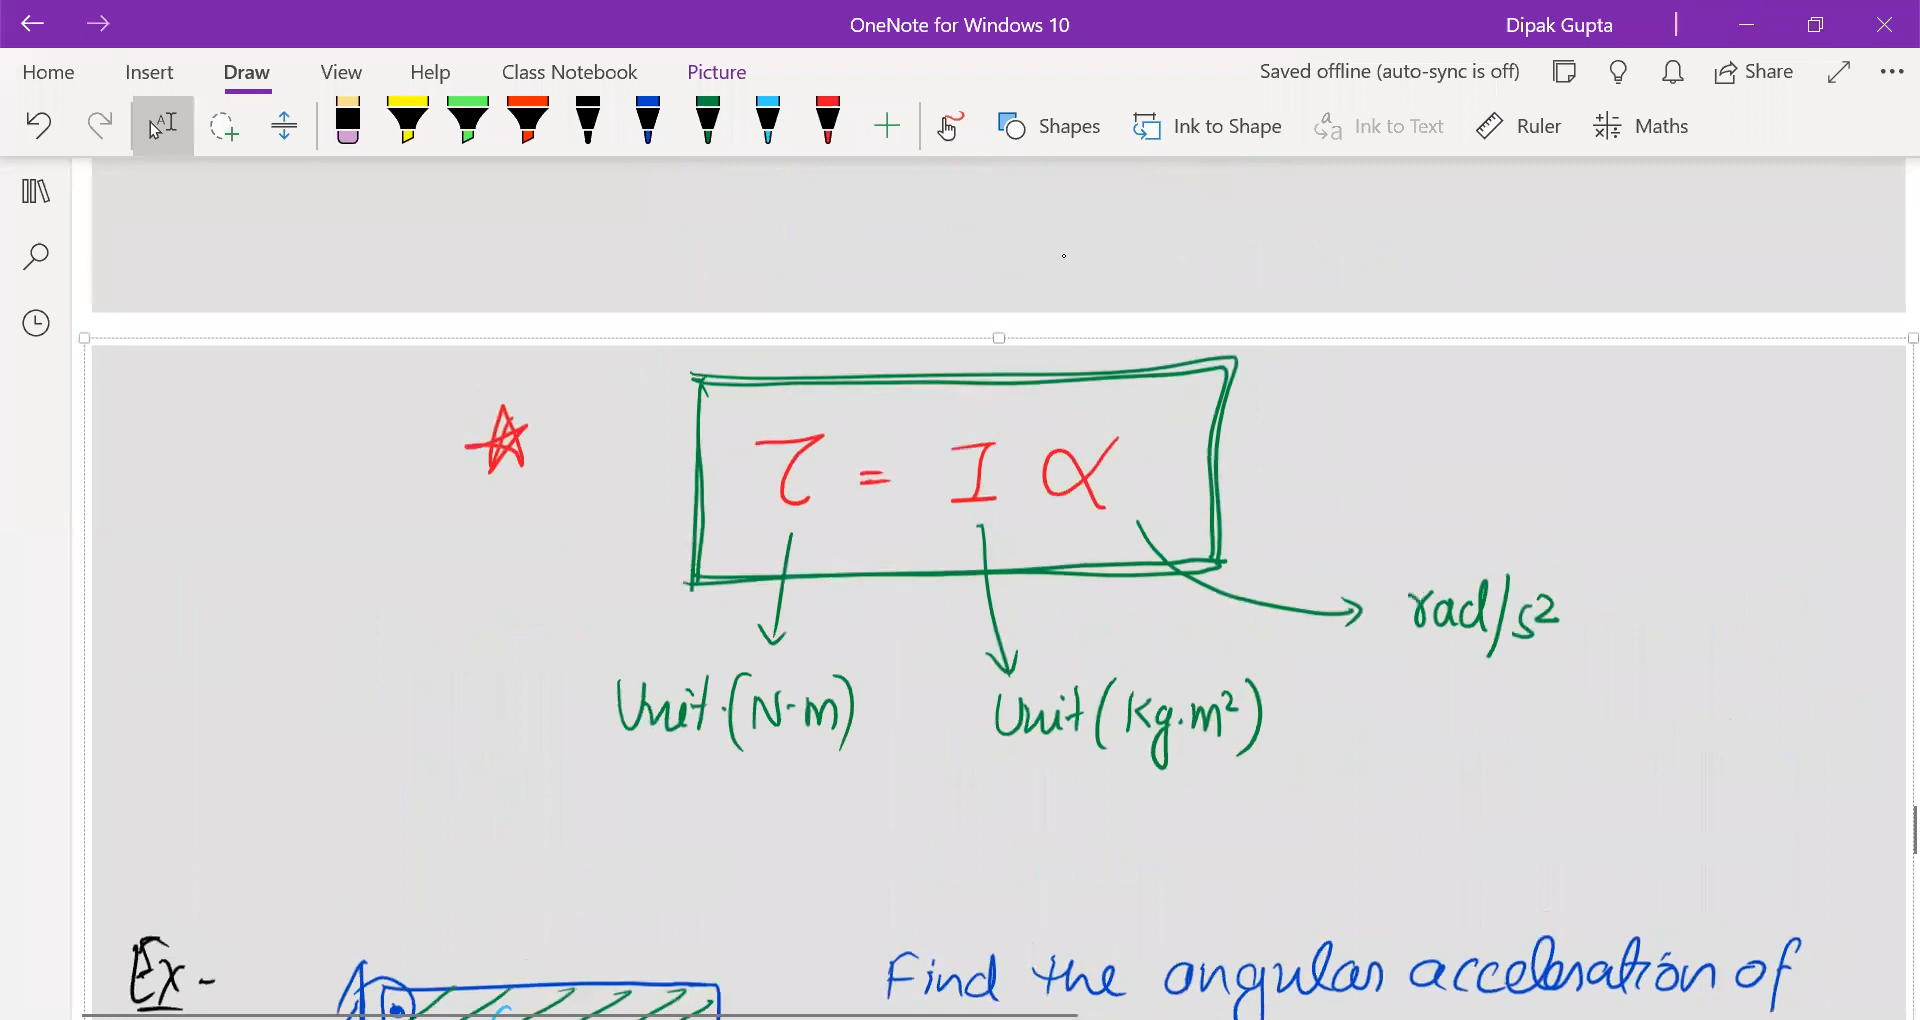 OneNote for Windows 10
Dipak Gupta
Home Insert Draw View Help Class Notebook Picture
Saved offline (auto-sync is off) Share
Shapes Ink to Shape Ink to Text Ruler Maths
τ = I α
rad/s²
Unit.(N-m) Unit(Kg.m²)
Ex- Find the angular acceleration of